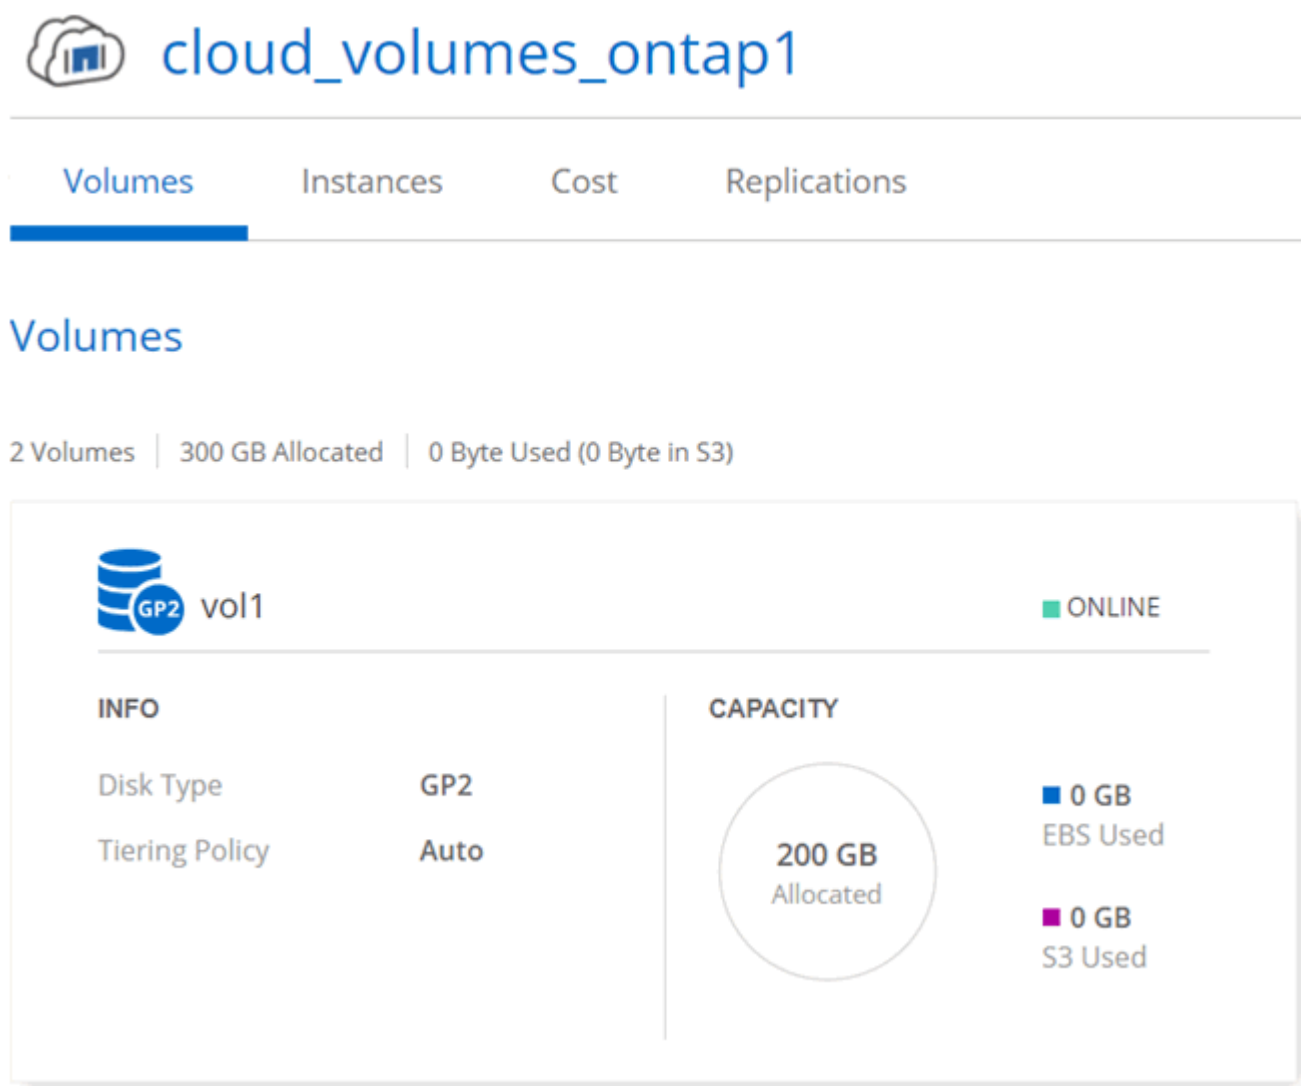 cloud_volumes_ontap1
Volumes Instances Cost Replications
Volumes
2 Volumes 300 GB Allocated 0 Byte Used (0 Byte in S3)
GP2 vol1 ONLINE
INFO CAPACITY
Disk Type GP2
Tiering Policy Auto
200 GB
Allocated
0 GB
EBS Used
0 GB
S3 Used